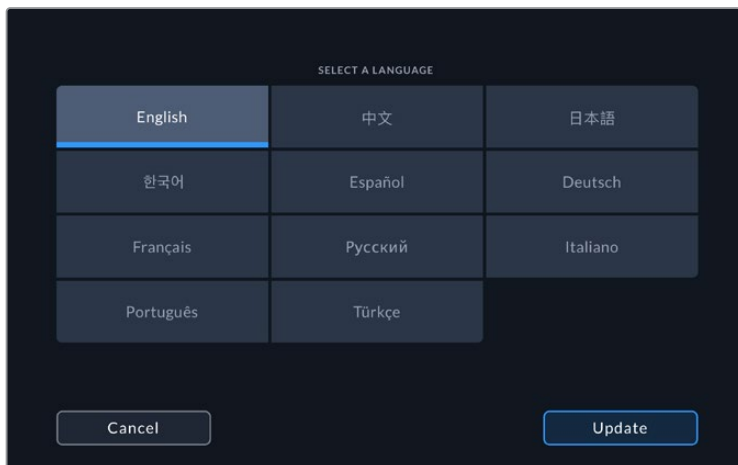 SELECT A LANGUAGE
English 中文 日本語
한국어 Español Deutsch
Français Русский Italiano
Português Türkçe
Cancel Update